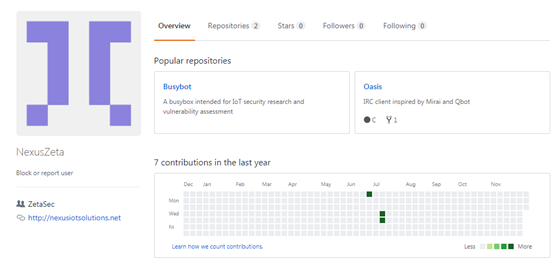 Overview Repositories 2 Stars 0 Followers 0 Following 0
Popular repositories
Busybot
A busybox intended for IoT security research and
vulnerability assessment
Oasis
IRC client inspired by Mirai and Qbot
C 1
NexusZeta
Block or report user
ZetaSec
http://nexusiotsolutions.net
7 contributions in the last year
Dec Jan Feb Mar Apr May Jun Jul Aug Sep Oct Nov
Mon
Wed
Fri
Learn how we count contributions.
Less More